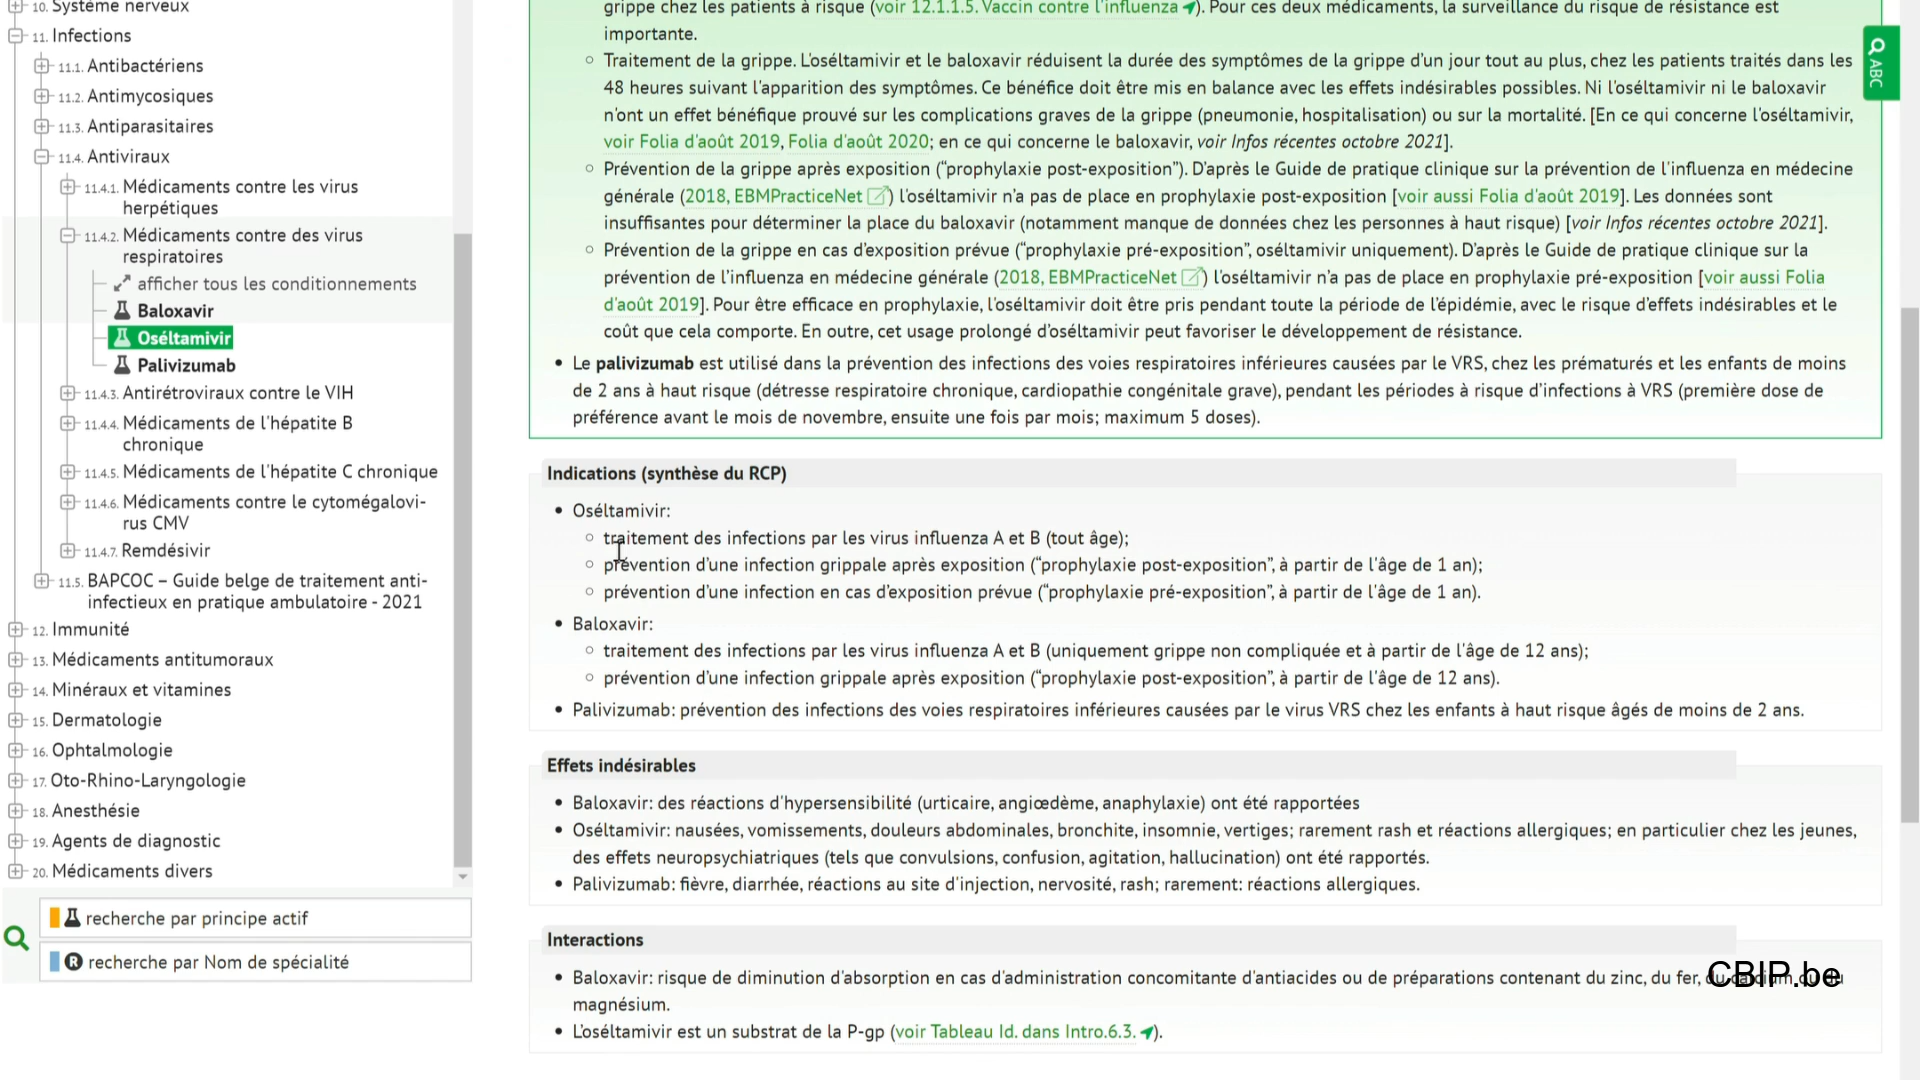 10. Système nerveux
11. Infections
11.1. Antibactériens
11.2. Antimycosiques
11.3. Antiparasitaires
11.4. Antiviraux
11.4.1. Médicaments contre les virus
herpétiques
11.4.2. Médicaments contre des virus
respiratoires
afficher tous les conditionnements
Baloxavir
Oséltamivir
Palivizumab
11.4.3. Antirétroviraux contre le VIH
11.4.4. Médicaments de l'hépatite B
chronique
11.4.5. Médicaments de l'hépatite C chronique
11.4.6. Médicaments contre le cytomégalovi-
rus CMV
11.4.7. Remdésivir
11.5. BAPCOC – Guide belge de traitement anti-
infectieux en pratique ambulatoire - 2021
12. Immunité
13. Médicaments antitumoraux
14. Minéraux et vitamines
15. Dermatologie
16. Ophtalmologie
17. Oto-Rhino-Laryngologie
18. Anesthésie
19. Agents de diagnostic
20. Médicaments divers
recherche par principe actif
recherche par Nom de spécialité
grippe chez les patients à risque (voir 12.1.1.5. Vaccin contre l'influenza). Pour ces deux médicaments, la surveillance du risque de résistance est
importante.
Traitement de la grippe. L'oséltamivir et le baloxavir réduisent la durée des symptômes de la grippe d'un jour tout au plus, chez les patients traités dans les
48 heures suivant l'apparition des symptômes. Ce bénéfice doit être mis en balance avec les effets indésirables possibles. Ni l'oséltamivir ni le baloxavir
n'ont un effet bénéfique prouvé sur les complications graves de la grippe (pneumonie, hospitalisation) ou sur la mortalité. [En ce qui concerne l'oséltamivir,
voir Folia d'août 2019, Folia d'août 2020; en ce qui concerne le baloxavir, voir Infos récentes octobre 2021].
Prévention de la grippe après exposition (“prophylaxie post-exposition”). D'après le Guide de pratique clinique sur la prévention de l'influenza en médecine
générale (2018, EBMPracticeNet) l'oséltamivir n'a pas de place en prophylaxie post-exposition [voir aussi Folia d'août 2019]. Les données sont
insuffisantes pour déterminer la place du baloxavir (notamment manque de données chez les personnes à haut risque) [voir Infos récentes octobre 2021].
Prévention de la grippe en cas d'exposition prévue (“prophylaxie pré-exposition”, oséltamivir uniquement). D'après le Guide de pratique clinique sur la
prévention de l'influenza en médecine générale (2018, EBMPracticeNet) l'oséltamivir n'a pas de place en prophylaxie pré-exposition [voir aussi Folia
d'août 2019]. Pour être efficace en prophylaxie, l'oséltamivir doit être pris pendant toute la période de l'épidémie, avec le risque d'effets indésirables et le
coût que cela comporte. En outre, cet usage prolongé d'oséltamivir peut favoriser le développement de résistance.
Le palivizumab est utilisé dans la prévention des infections des voies respiratoires inférieures causées par le VRS, chez les prématurés et les enfants de moins
de 2 ans à haut risque (détresse respiratoire chronique, cardiopathie congénitale grave), pendant les périodes à risque d'infections à VRS (première dose de
préférence avant le mois de novembre, ensuite une fois par mois; maximum 5 doses).
Indications (synthèse du RCP)
Oséltamivir:
traitement des infections par les virus influenza A et B (tout âge);
prévention d'une infection grippale après exposition (“prophylaxie post-exposition”, à partir de l'âge de 1 an);
prévention d'une infection en cas d'exposition prévue (“prophylaxie pré-exposition”, à partir de l'âge de 1 an).
Baloxavir:
traitement des infections par les virus influenza A et B (uniquement grippe non compliquée et à partir de l'âge de 12 ans);
prévention d'une infection grippale après exposition (“prophylaxie post-exposition”, à partir de l'âge de 12 ans).
Palivizumab: prévention des infections des voies respiratoires inférieures causées par le virus VRS chez les enfants à haut risque âgés de moins de 2 ans.
Effets indésirables
Baloxavir: des réactions d'hypersensibilité (urticaire, angiœdème, anaphylaxie) ont été rapportées
Oséltamivir: nausées, vomissements, douleurs abdominales, bronchite, insomnie, vertiges; rarement rash et réactions allergiques; en particulier chez les jeunes,
des effets neuropsychiatriques (tels que convulsions, confusion, agitation, hallucination) ont été rapportés.
Palivizumab: fièvre, diarrhée, réactions au site d'injection, nervosité, rash; rarement: réactions allergiques.
Interactions
Baloxavir: risque de diminution d'absorption en cas d'administration concomitante d'antiacides ou de préparations contenant du zinc, du fer,
magnésium.
L'oséltamivir est un substrat de la P-gp (voir Tableau Id. dans Intro.6.3.).
CBIP.be
ABC